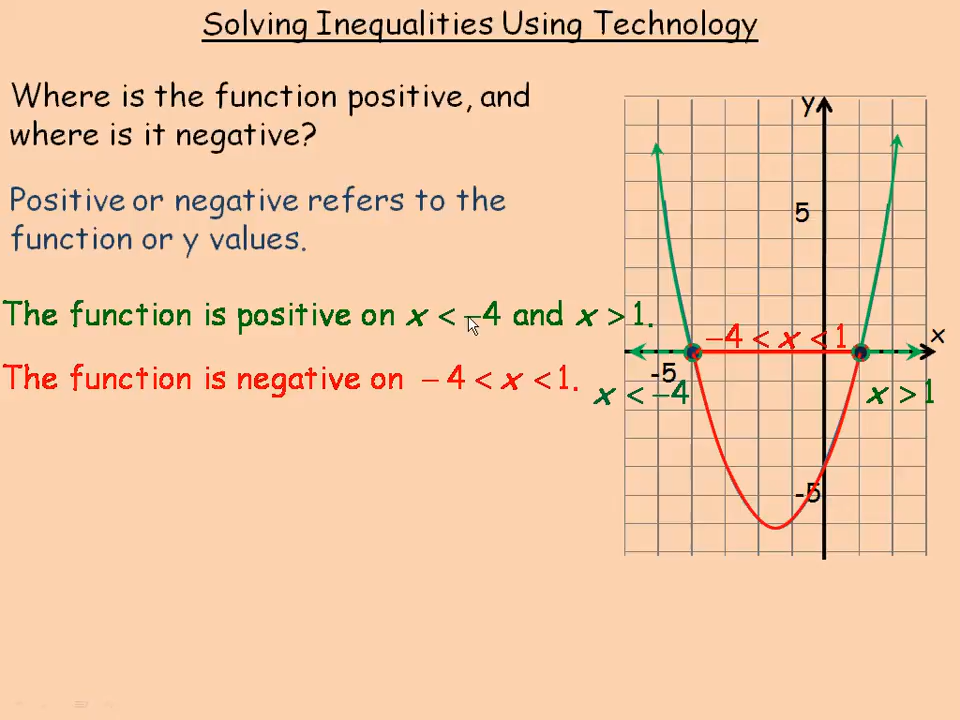 Solving Inequalities Using Technology
Where is the function positive, and
where is it negative?
Positive or negative refers to the
function or y values.
The function is positive on x < −4 and x > 1.
The function is negative on − 4 < x < 1.
y
5
−4 < x < 1
x
-5
x < −4
x > 1
-5